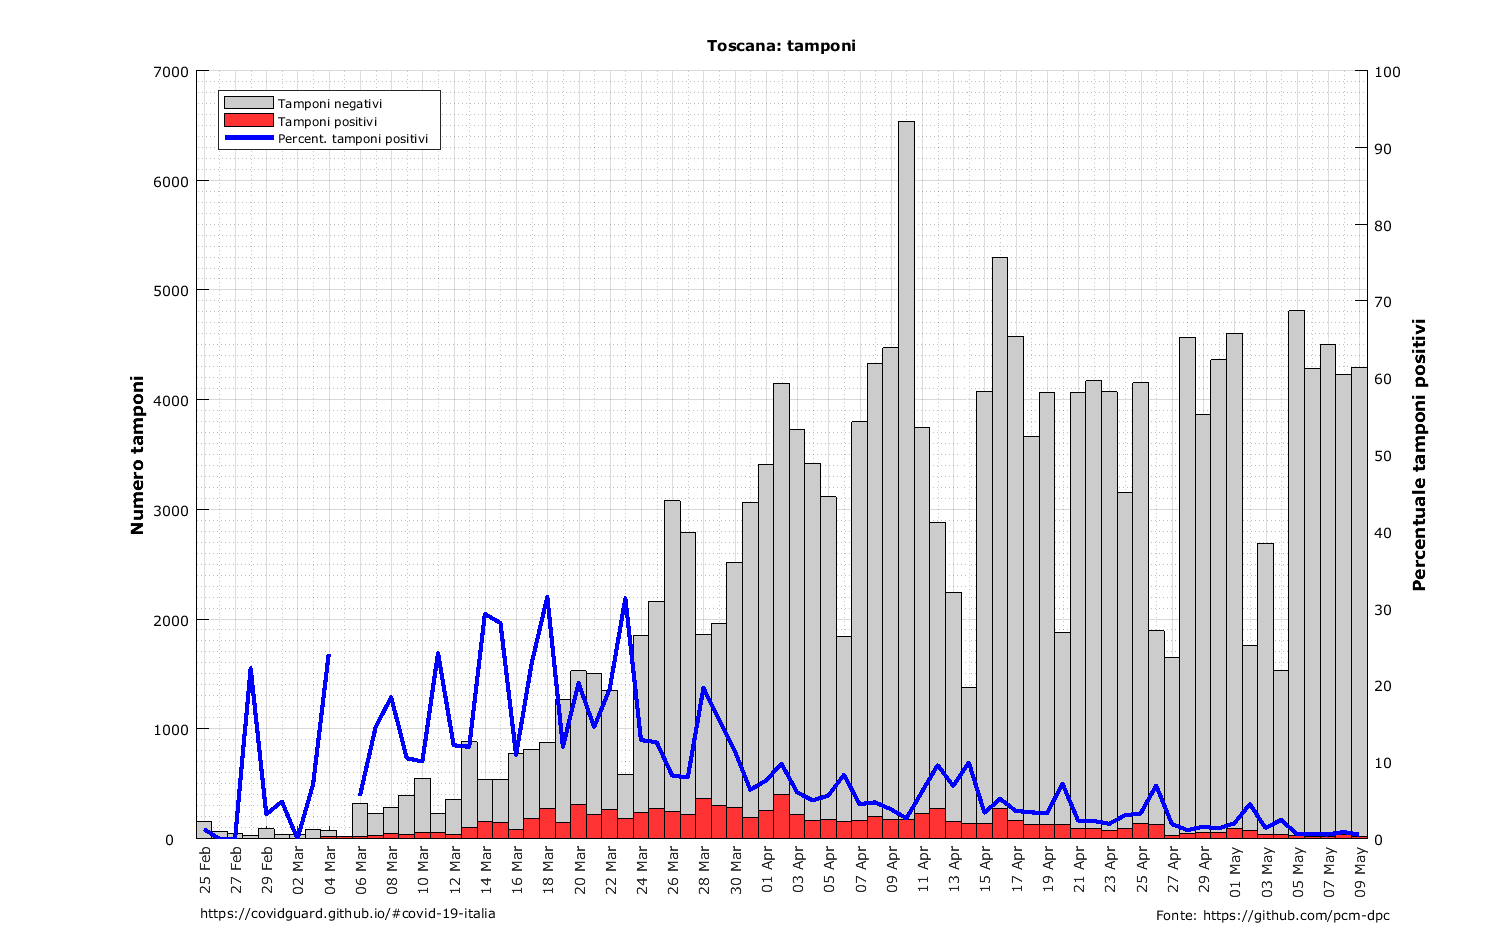 Toscana: tamponi
7000
6000
5000
4000
3000
2000
1000
0
Numero tamponi
Tamponi negativi
Tamponi positivi
Percent. tamponi positivi
100
90
80
70
60
50
40
30
20
10
0
Percentuale tamponi positivi
25 Feb
27 Feb
29 Feb
02 Mar
04 Mar
06 Mar
08 Mar
10 Mar
12 Mar
14 Mar
16 Mar
18 Mar
20 Mar
22 Mar
24 Mar
26 Mar
28 Mar
30 Mar
01 Apr
03 Apr
05 Apr
07 Apr
09 Apr
11 Apr
13 Apr
15 Apr
17 Apr
19 Apr
21 Apr
23 Apr
25 Apr
27 Apr
29 Apr
01 May
03 May
05 May
07 May
09 May
https://covidguard.github.io/#covid-19-italia
Fonte: https://github.com/pcm-dpc